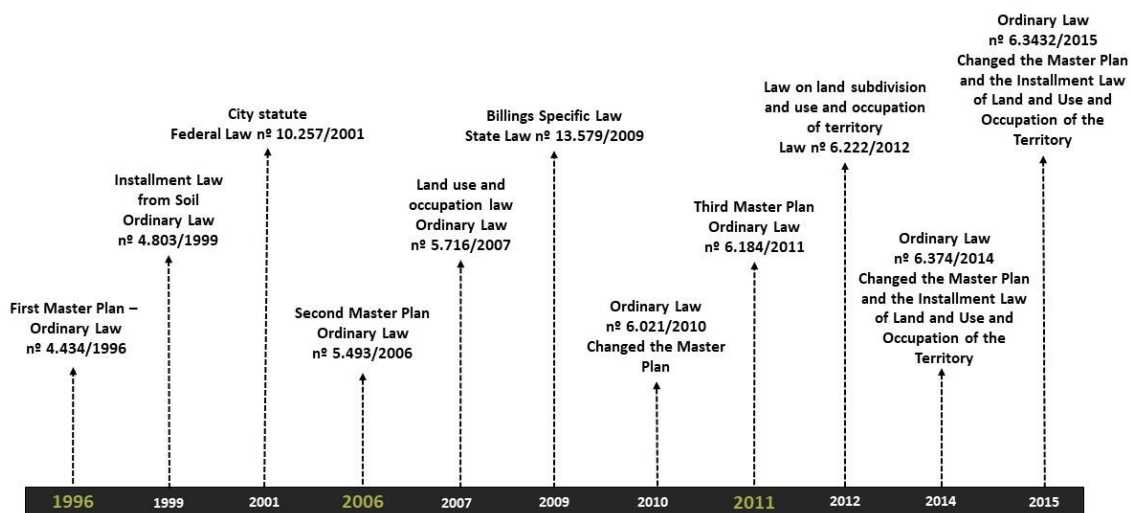 First Master Plan –
Ordinary Law
nº 4.434/1996
Installment Law
from Soil
Ordinary Law
nº 4.803/1999
City statute
Federal Law nº 10.257/2001
Second Master Plan
Ordinary Law
nº 5.493/2006
Land use and
occupation law
Ordinary Law
nº 5.716/2007
Billings Specific Law
State Law nº 13.579/2009
Ordinary Law
nº 6.021/2010
Changed the Master
Plan
Third Master Plan
Ordinary Law
nº 6.184/2011
Law on land subdivision
and use and occupation
of territory
Law nº 6.222/2012
Ordinary Law
nº 6.374/2014
Changed the Master Plan
and the Installment Law
of Land and Use and
Occupation of the
Territory
Ordinary Law
nº 6.3432/2015
Changed the Master Plan
and the Installment Law
of Land and Use and
Occupation of the
Territory
1996 1999 2001 2006 2007 2009 2010 2011 2012 2014 2015